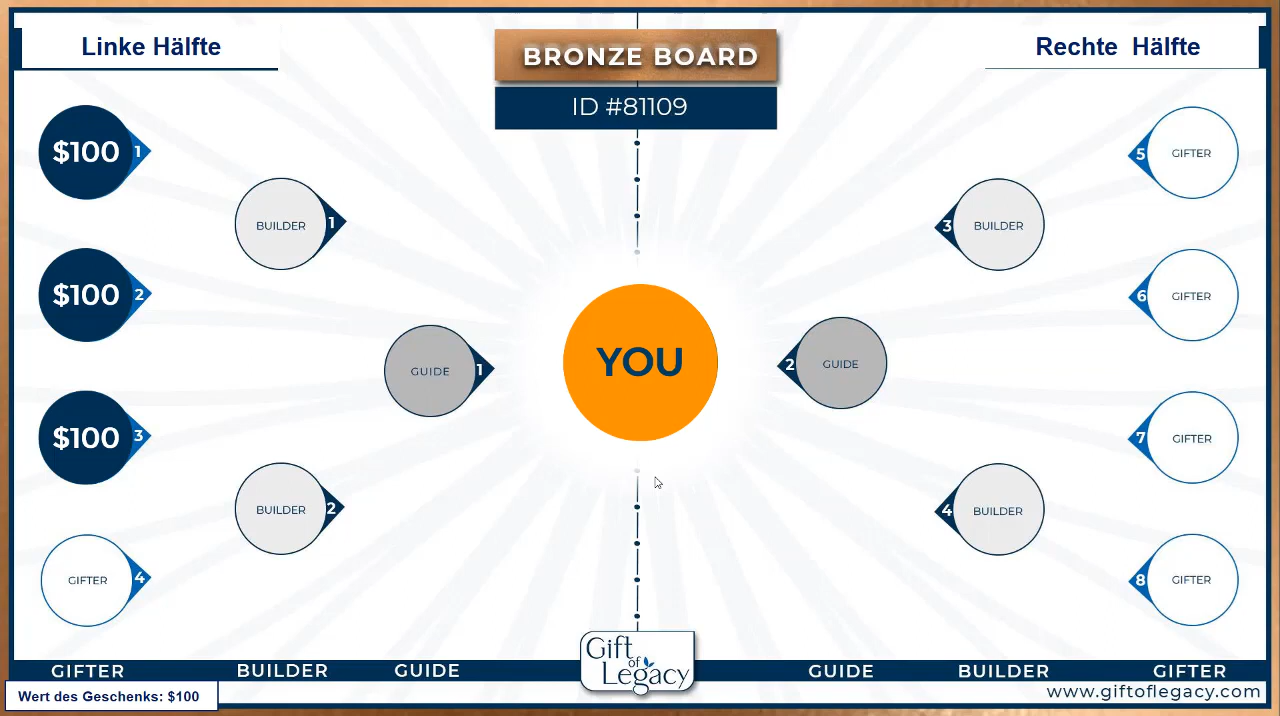 Linke Hälfte
BRONZE BOARD
Rechte Hälfte
ID #81109
$100 1
5 GIFTER
BUILDER 1
3 BUILDER
$100 2
6 GIFTER
YOU
GUIDE 1
2 GUIDE
$100 3
7 GIFTER
BUILDER 2
4 BUILDER
GIFTER 4
8 GIFTER
Gift
of
Legacy
GIFTER BUILDER GUIDE
GUIDE BUILDER GIFTER
Wert des Geschenks: $100
www.giftoflegacy.com